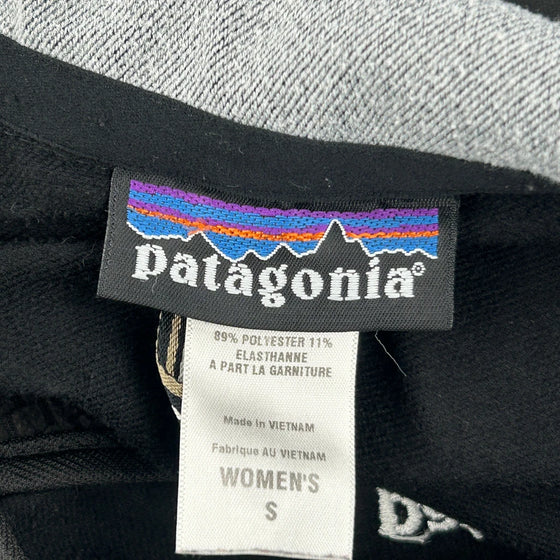 patagonia®
89% POLYESTER 11%
ELASTHANNE
A PART LA GARNITURE
Made in VIETNAM
Fabrique AU VIETNAM
WOMEN'S
S